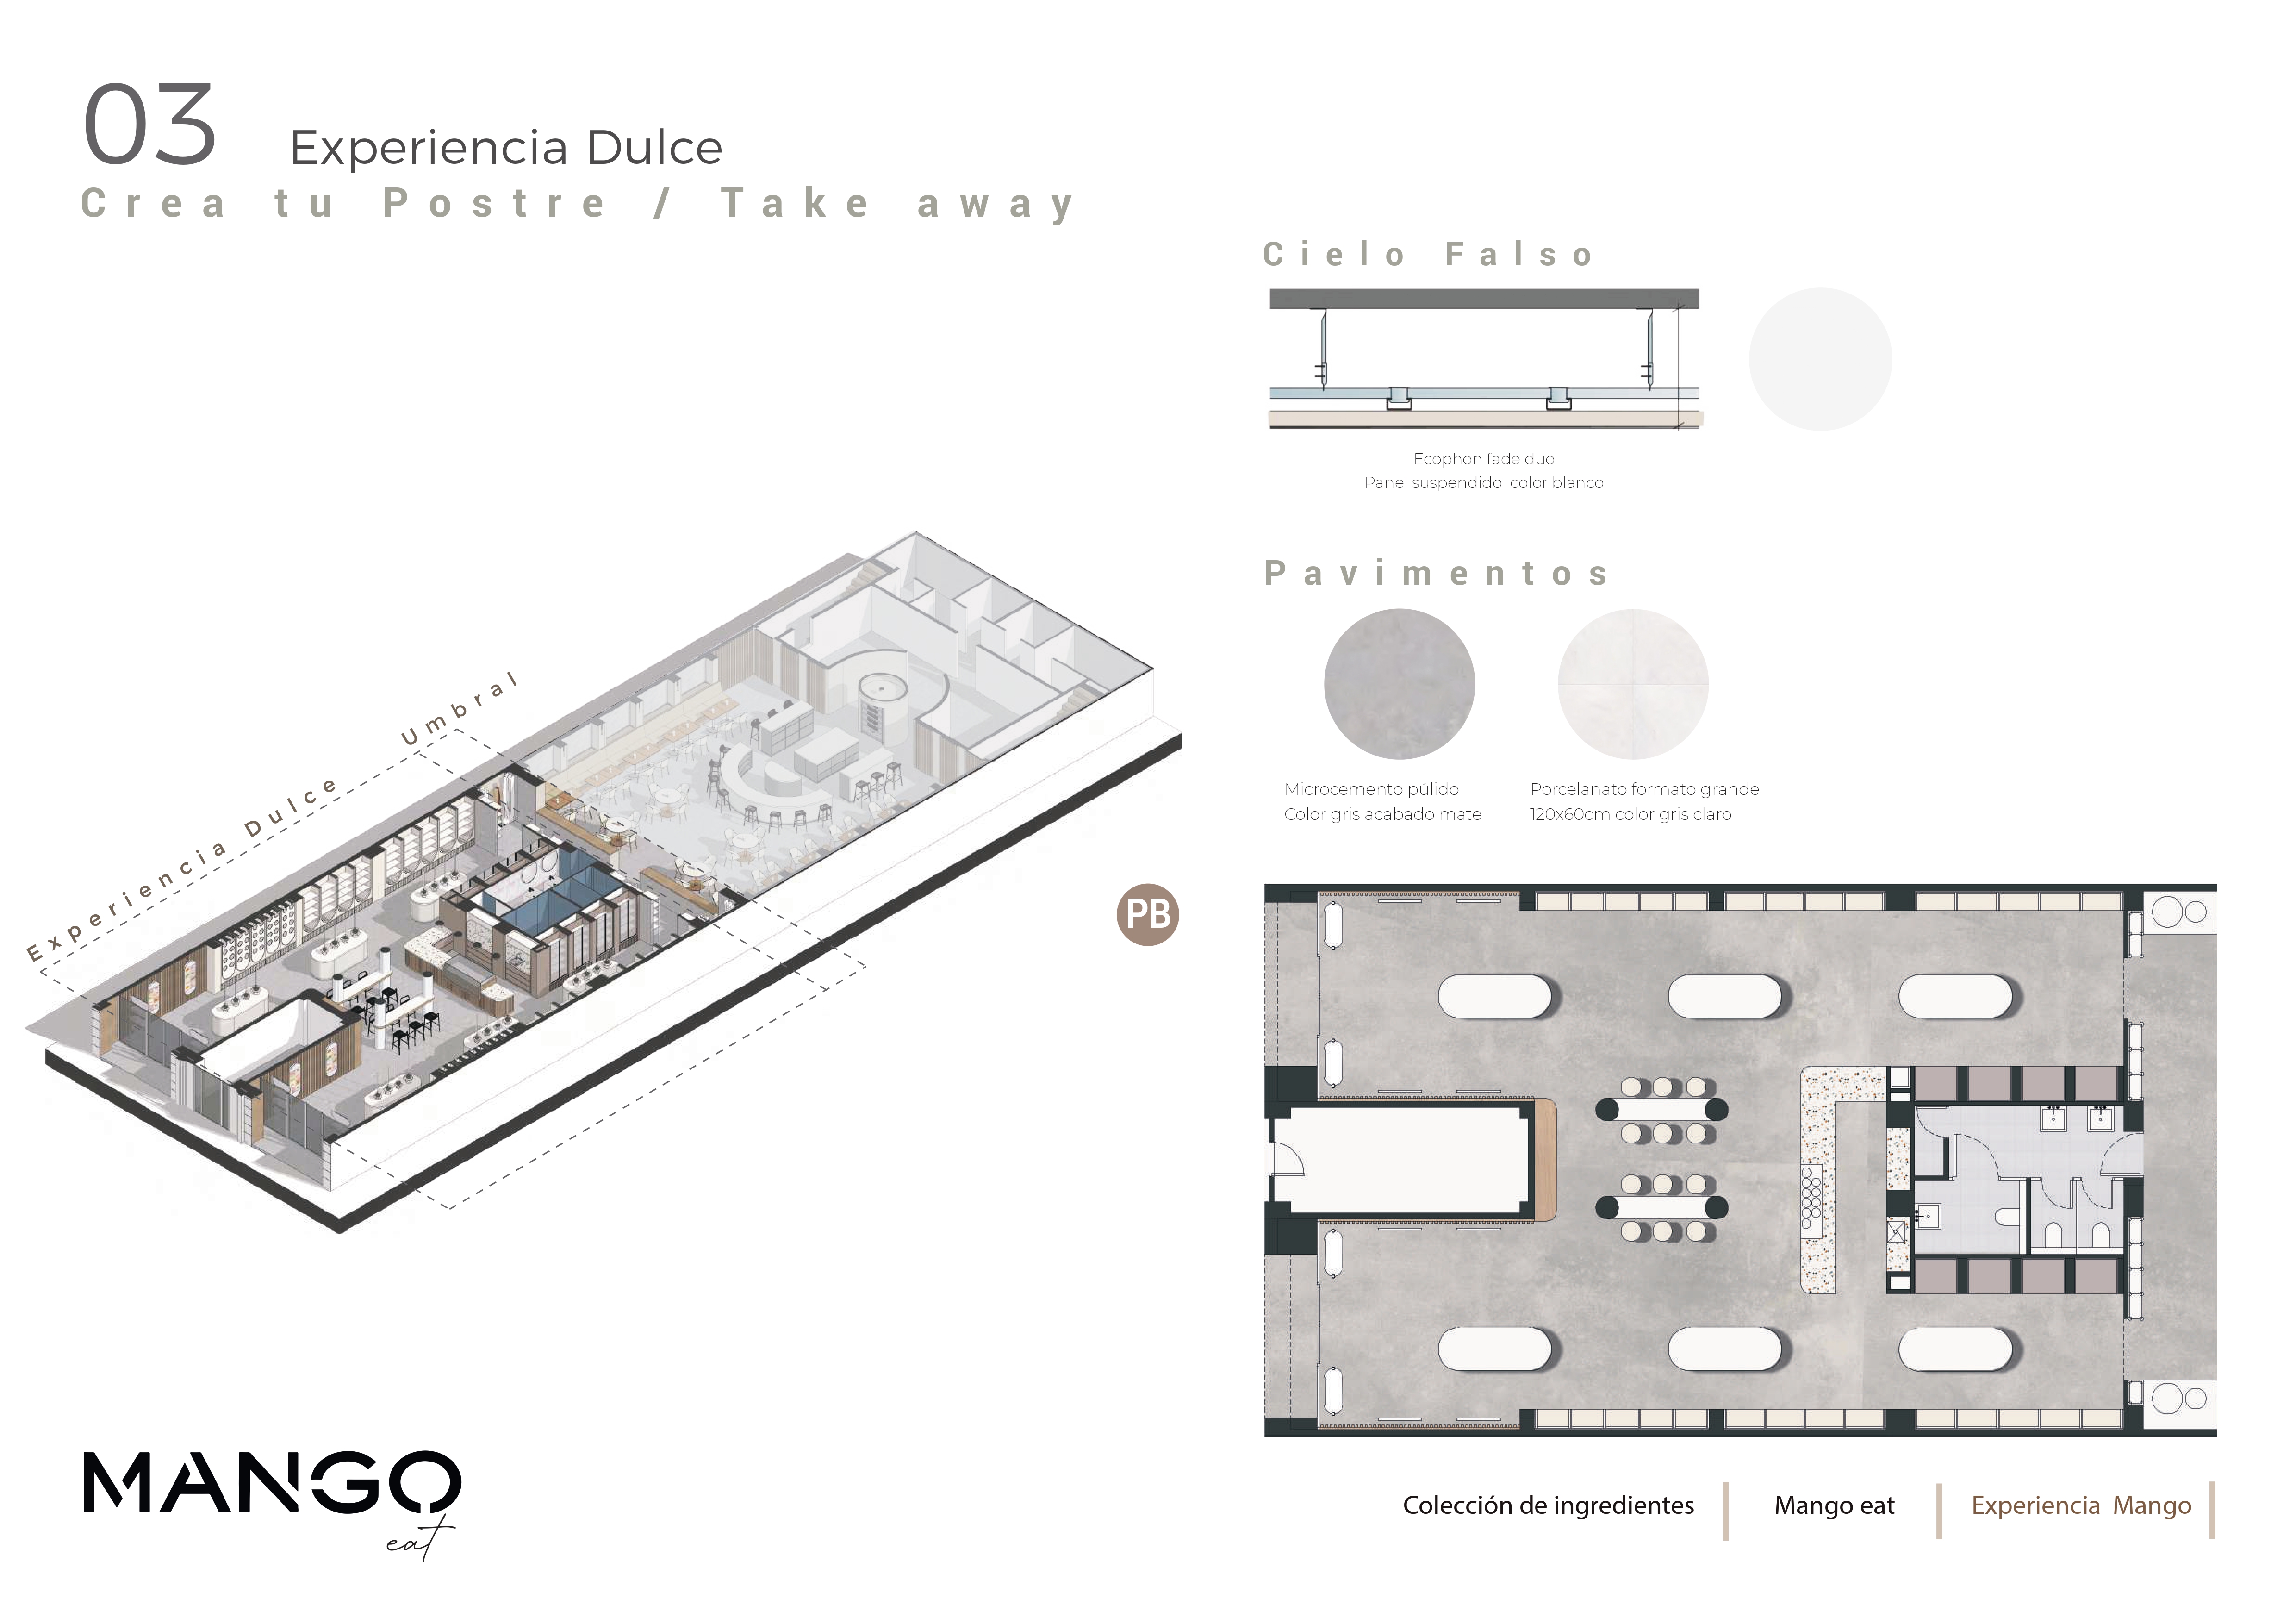 03 Experiencia Dulce
Crea tu Postre / Take away
Cielo Falso
Ecophon fade duo
Panel suspendido color blanco
Pavimentos
Microcemento púlido
Color gris acabado mate
Porcelanato formato grande
120x60cm color gris claro
Umbral
Experiencia Dulce
PB
MANGO
eat
Colección de ingredientes
Mango eat
Experiencia Mango